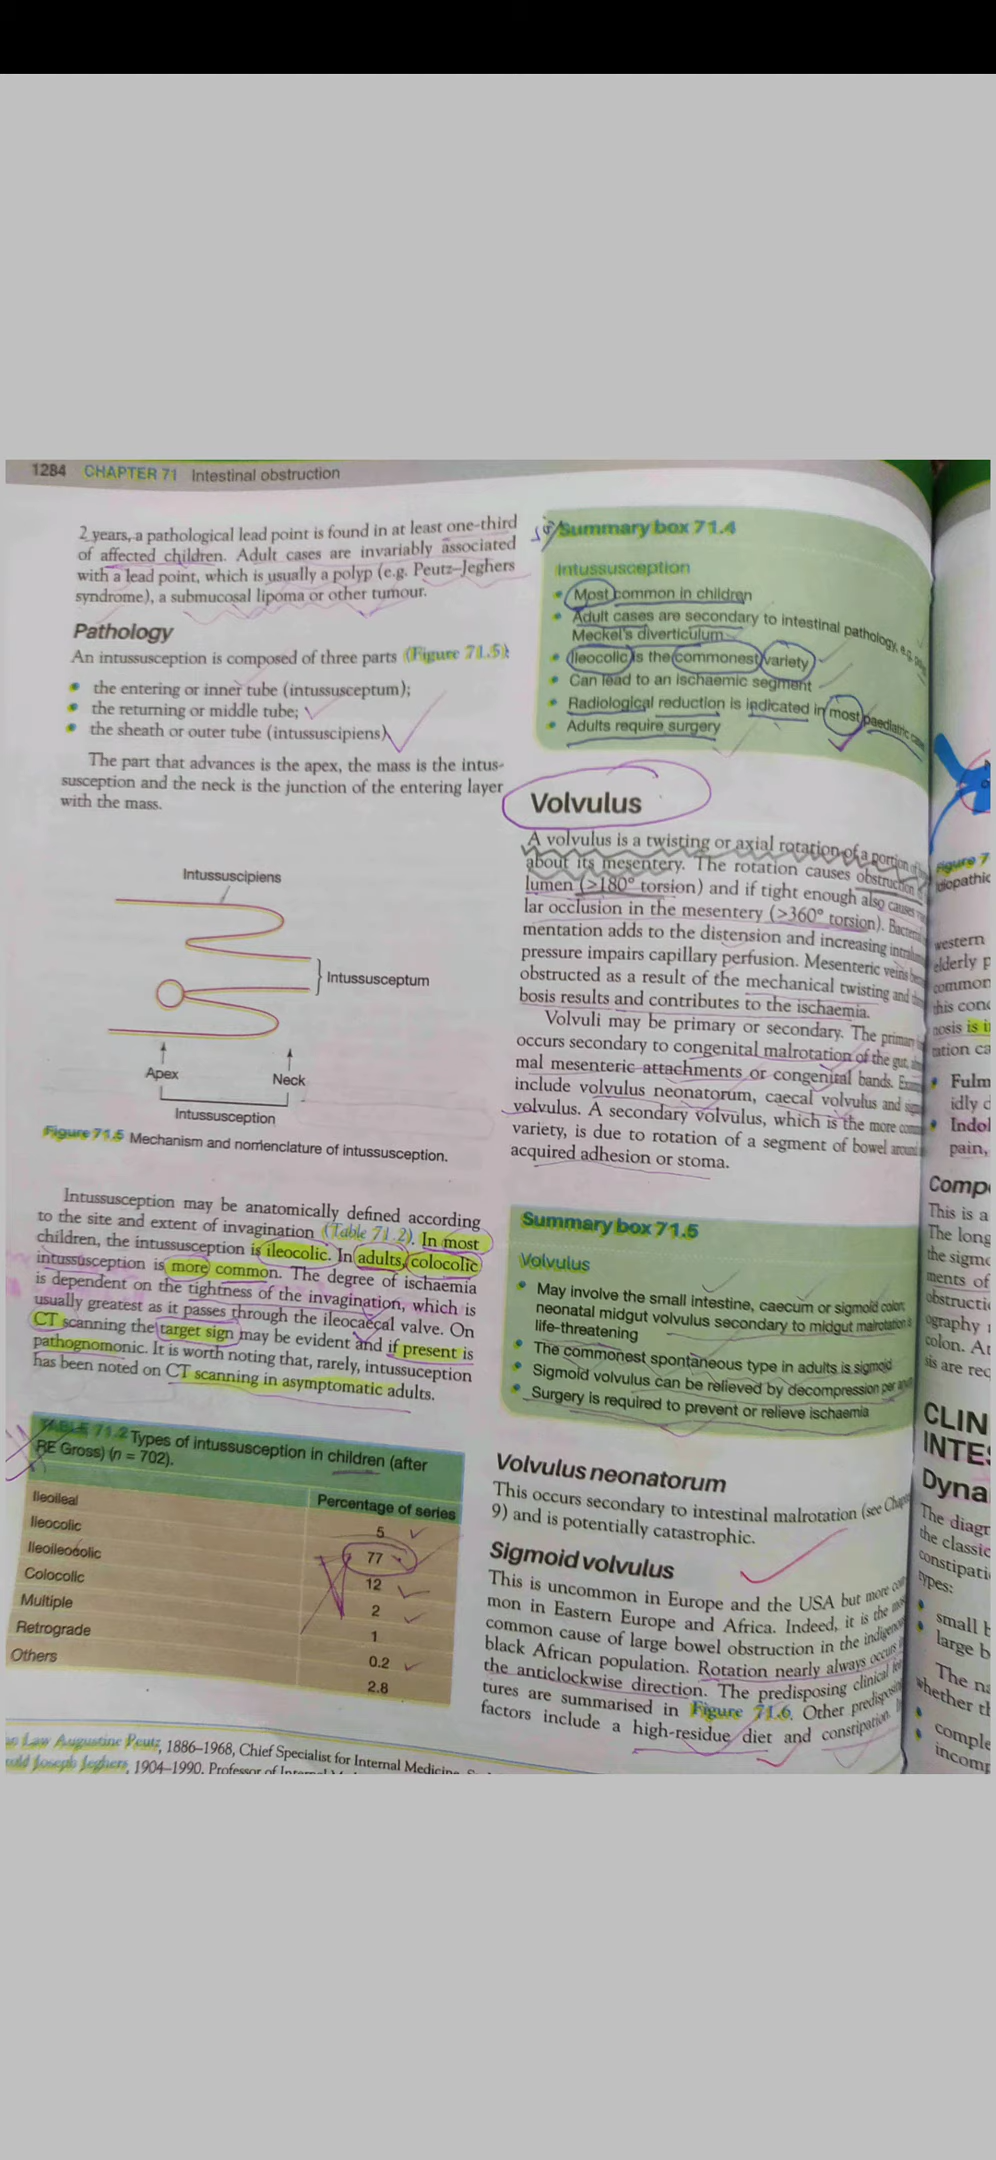 1284 CHAPTER 71 Intestinal obstruction
2 years, a pathological lead point is found in at least one-third
of affected children. Adult cases are invariably associated
with a lead point, which is usually a polyp (e.g. Peutz–Jeghers
syndrome), a submucosal lipoma or other tumour.
Pathology
An intussusception is composed of three parts (Figure 71.5):
• the entering or inner tube (intussusceptum);
• the returning or middle tube;
• the sheath or outer tube (intussuscipiens).
The part that advances is the apex, the mass is the intus-
susception and the neck is the junction of the entering layer
with the mass.
Intussuscipiens
Intussusceptum
Apex
Neck
Intussusception
Figure 71.5 Mechanism and nomenclature of intussusception.
Intussusception may be anatomically defined according
to the site and extent of invagination (Table 71.2). In most
children, the intussusception is ileocolic. In adults, colocolic
intussusception is more common. The degree of ischaemia
is dependent on the tightness of the invagination, which is
usually greatest as it passes through the ileocaecal valve. On
CT scanning the target sign may be evident and if present is
pathognomonic. It is worth noting that, rarely, intussuception
has been noted on CT scanning in asymptomatic adults.
TABLE 71.2 Types of intussusception in children (after
RE Gross) (n = 702).
Percentage of series
Ileoileal 5
Ileocolic 77
Ileoileocolic 12
Colocolic 2
Multiple 1
Retrograde 0.2
Others 2.8
Law Augustine Peutz, 1886–1968, Chief Specialist for Internal Medicine,
Joseph Jeghers, 1904–1990, Professor of
Summary box 71.4
Intussusception
• Most common in children
• Adult cases are secondary to intestinal pathology, e.g.
Meckel's diverticulum
• Ileocolic is the commonest variety
• Can lead to an ischaemic segment
• Radiological reduction is indicated in most paediatric
• Adults require surgery
Volvulus
A volvulus is a twisting or axial rotation of a portion of
about its mesentery. The rotation causes obstruction
lumen (>180° torsion) and if tight enough also causes
lar occlusion in the mesentery (>360° torsion).
mentation adds to the distension and increasing
pressure impairs capillary perfusion. Mesenteric veins
obstructed as a result of the mechanical twisting and
bosis results and contributes to the ischaemia.
Volvuli may be primary or secondary. The primary
occurs secondary to congenital malrotation of the gut,
mal mesenteric attachments or congenital bands.
include volvulus neonatorum, caecal volvulus and
volvulus. A secondary volvulus, which is the more
variety, is due to rotation of a segment of bowel around
acquired adhesion or stoma.
Summary box 71.5
Volvulus
• May involve the small intestine, caecum or sigmoid colon;
neonatal midgut volvulus secondary to midgut malrotation is
life-threatening
• The commonest spontaneous type in adults is sigmoid
• Sigmoid volvulus can be relieved by decompression per
• Surgery is required to prevent or relieve ischaemia
Volvulus neonatorum
This occurs secondary to intestinal malrotation (see
9) and is potentially catastrophic.
Sigmoid volvulus
This is uncommon in Europe and the USA but more com
mon in Eastern Europe and Africa. Indeed, it is the
common cause of large bowel obstruction in the
black African population. Rotation nearly always occurs
the anticlockwise direction. The predisposing clinical
tures are summarised in Figure 71.6. Other
factors include a high-residue diet and constipation.
Figure 7
western
elderly p
common
this con
nosis is
tation ca
• Fulm
idly
• Indol
pain,
Comp
This is a
The long
the sigmo
ments of
obstructi
ography
colon. At
sis are req
CLIN
INTE
Dyna
The diagr
the classic
constipati
types:
• small b
• large b
The na
whether th
• comple
• incomp